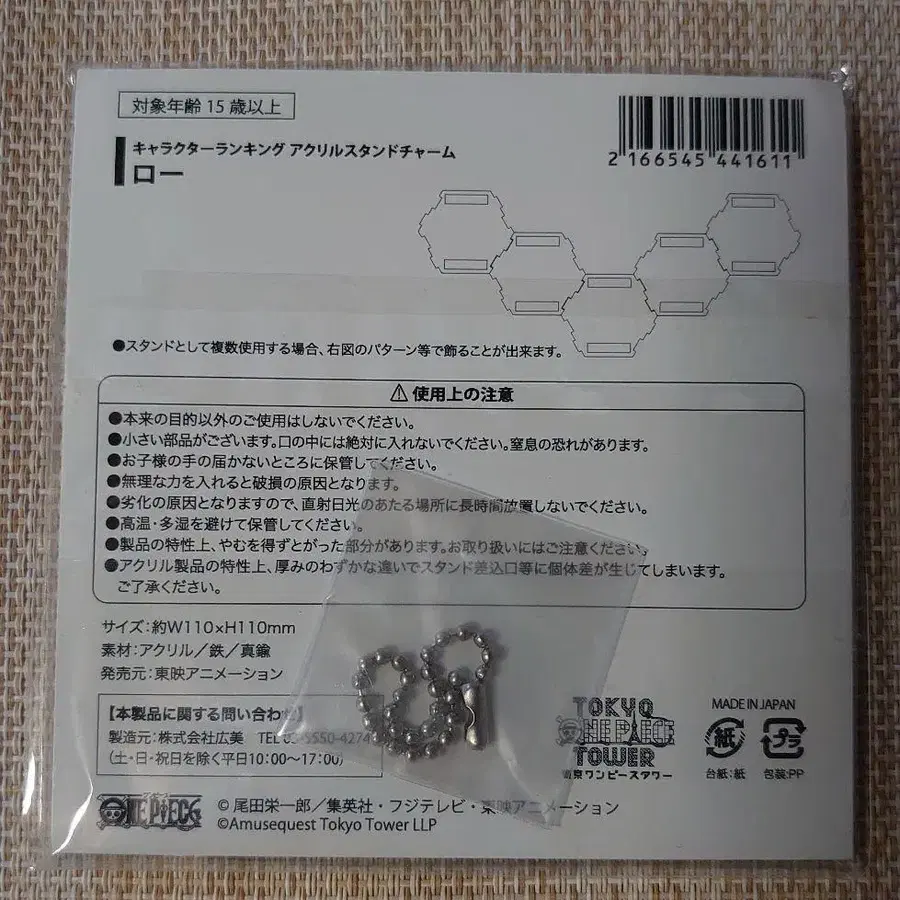 対象年齢 15 歳以上
2 166545 441611
キャラクターランキング アクリルスタンドチャーム
ロー
●スタンドとして複数使用する場合、右図のパターン等で飾ることが出来ます。
⚠ 使用上の注意
●本来の目的以外のご使用はしないでください。
●小さい部品がございます。口の中には絶対に入れないでください。窒息の恐れがあります。
●お子様の手の届かないところに保管してください。
●無理な力を入れると破損の原因となります。
●劣化の原因となりますので、直射日光のあたる場所に長時間放置しないでください。
●高温・多湿を避けて保管してください。
●製品の特性上、やむを得ずとがった部分があります。お取り扱いにはご注意ください。
●アクリル製品の特性上、厚みのわずかな違いでスタンド差込口等に個体差が生じてしまいます。
ご了承ください。
サイズ：約W110×H110mm
素材：アクリル／鉄／真鍮
発売元：東映アニメーション
【本製品に関する問い合わせ】
製造元：株式会社広美 TEL 03-5550-4274
（土・日・祝日を除く平日10:00～17:00）
TOKYO
ONE PIECE
TOWER
東京ワンピースタワー
MADE IN JAPAN
紙 プラ
台紙：紙 包装：PP
ONE PIECE
© 尾田栄一郎／集英社・フジテレビ・東映アニメーション
©Amusequest Tokyo Tower LLP